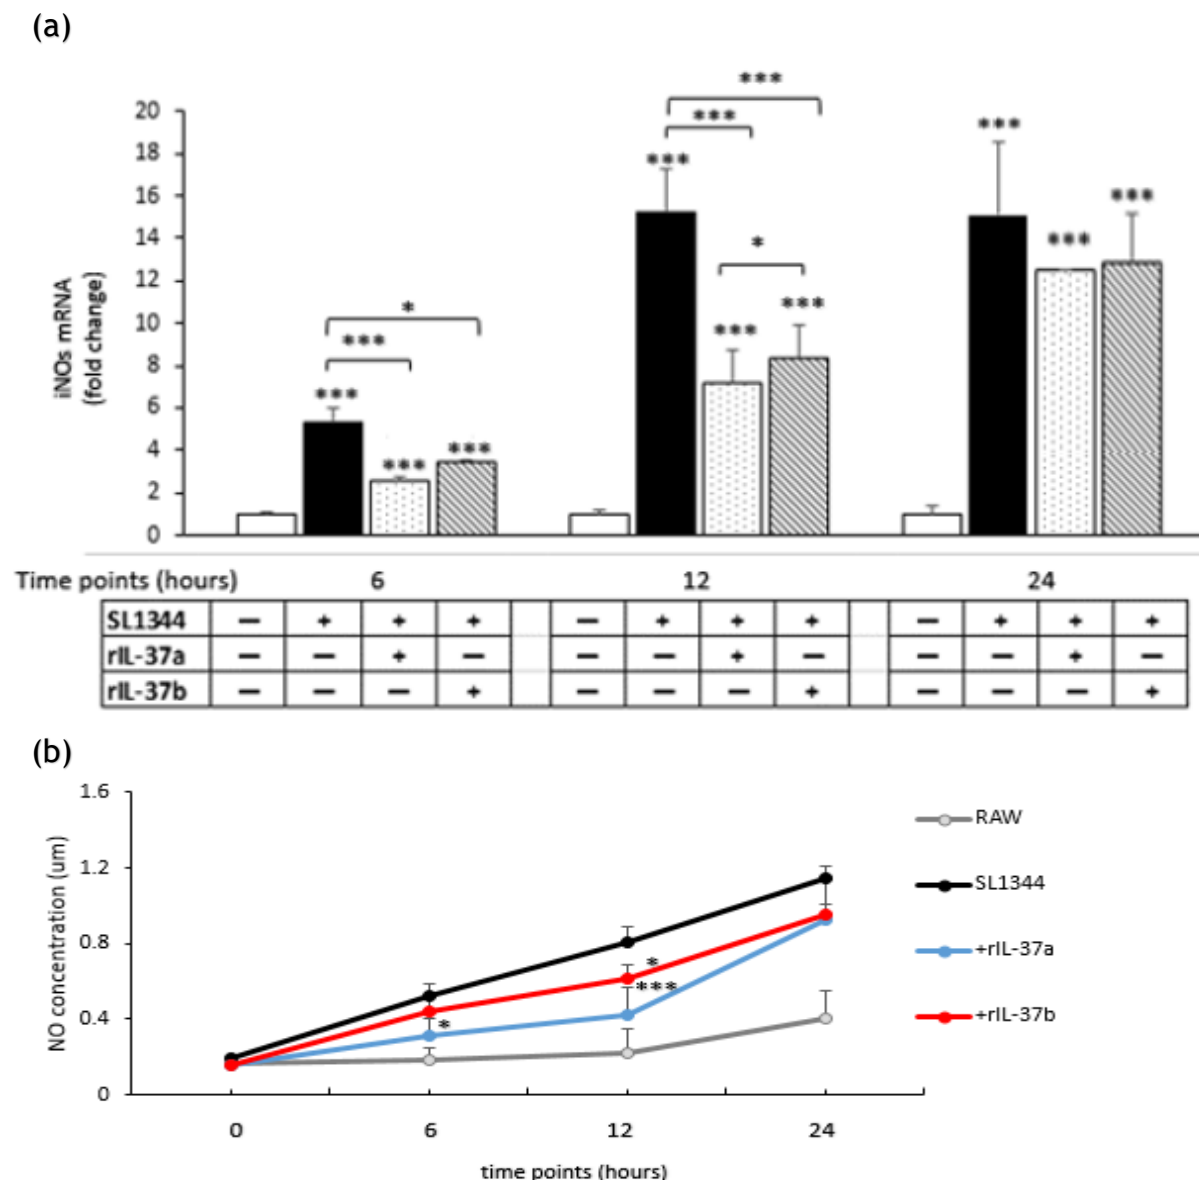 (a)
***
***
20
18
16
14
12
10
8
6
4
2
0
iNOs mRNA
(fold change)
*
***
***
***
***
***
*
***
***
***
***
***
Time points (hours) 6 12 24
SL1344 — + + + — + + + — + + +
rIL-37a — — + — — — + — — — + —
rIL-37b — — — + — — — + — — — +
(b)
1.6
1.2
0.8
0.4
0
NO concentration (um)
*
***
*
RAW
SL1344
+rIL-37a
+rIL-37b
0 6 12 24
time points (hours)